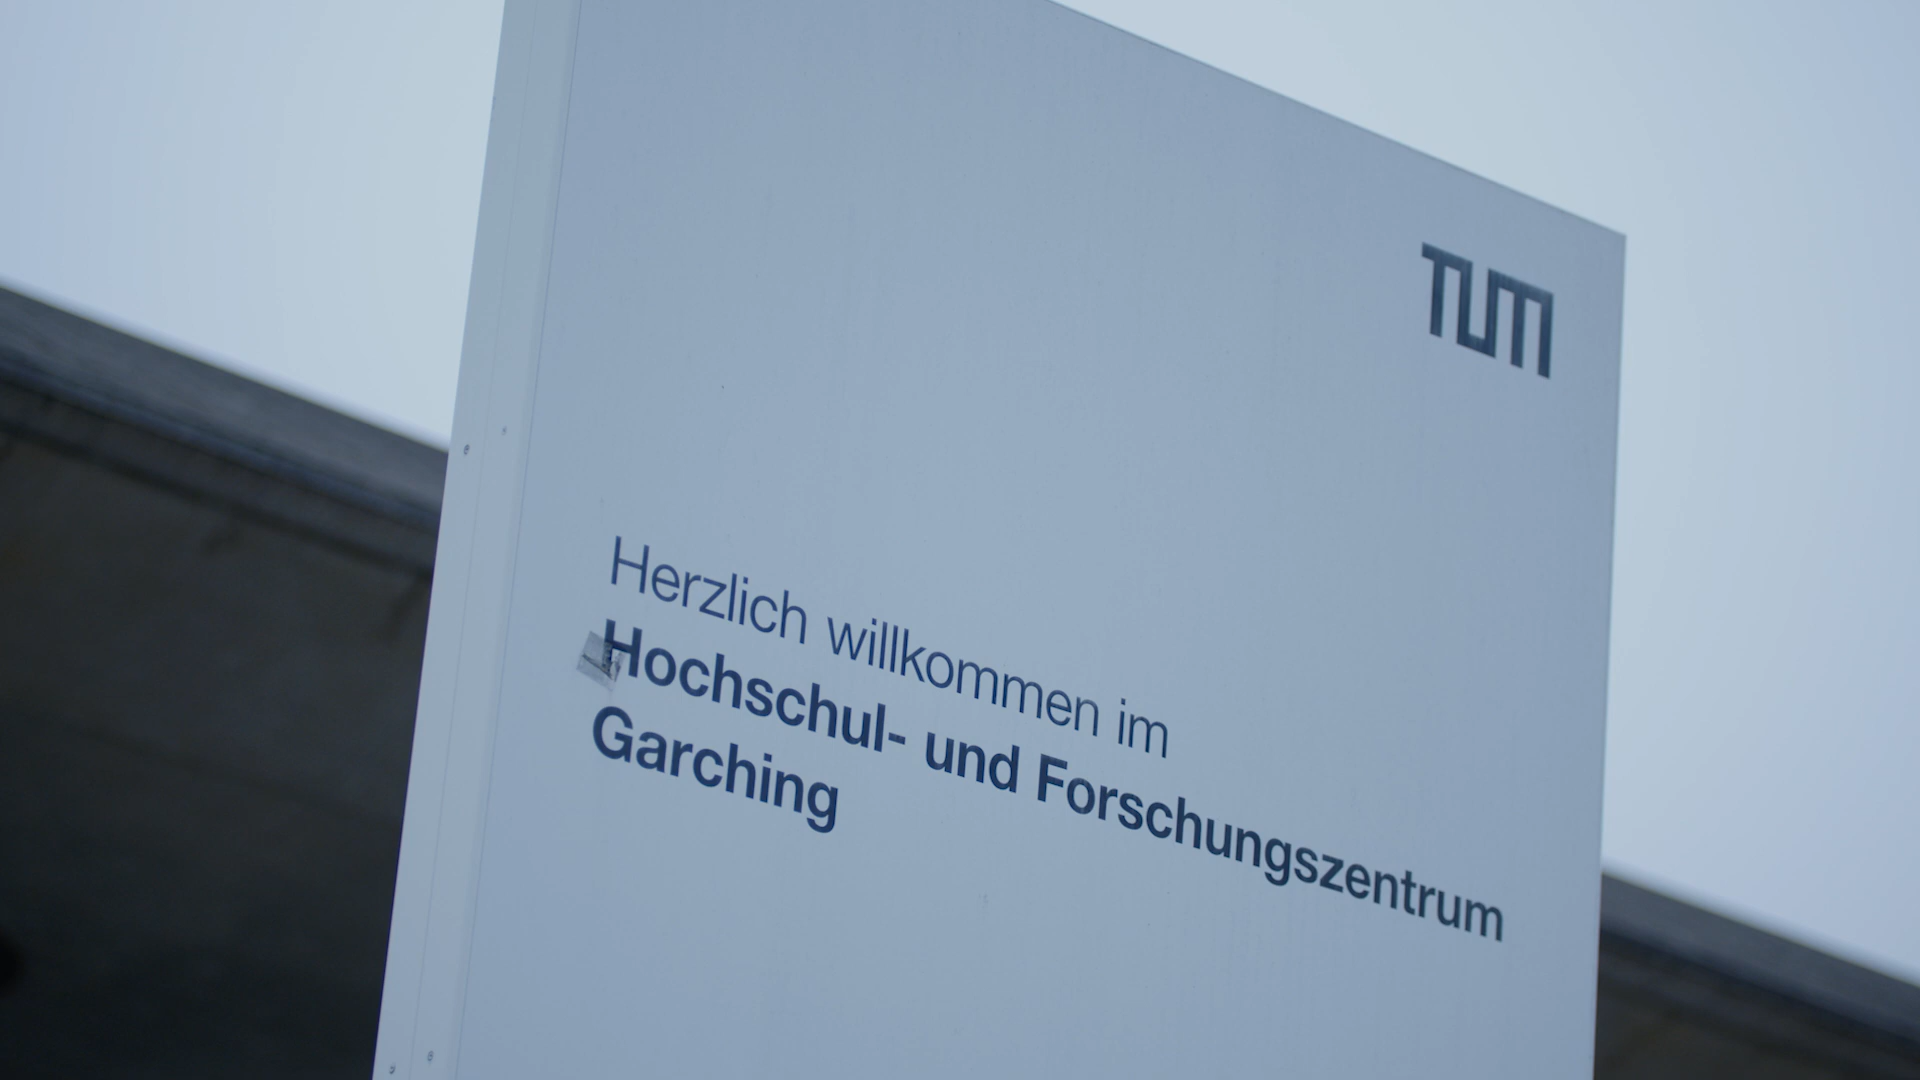 TUM
Herzlich willkommen im
Hochschul- und Forschungszentrum
Garching